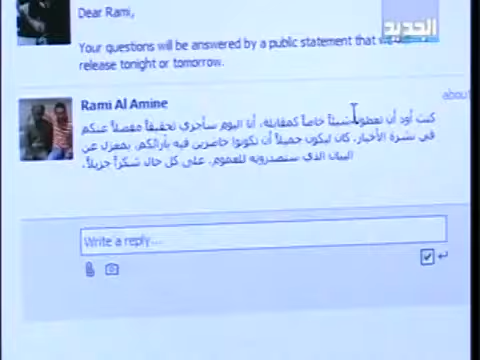 الجديد
Dear Rami,
Your questions will be answered by a public statement that
release tonight or tomorrow.
Rami Al Amine
about
كنت أود أن تعطونا شيئاً خاصاً كمقابلة، أنا اليوم سأجري تحقيقاً مفصلاً عنكم
في نشرة الأخبار. كان ليكون جميلاً أن تكونوا حاضرين فيه بآرائكم، بمعزل عن
البيان الذي ستصدرونه للعموم. على كل حال شكراً جزيلاً.
Write a reply...